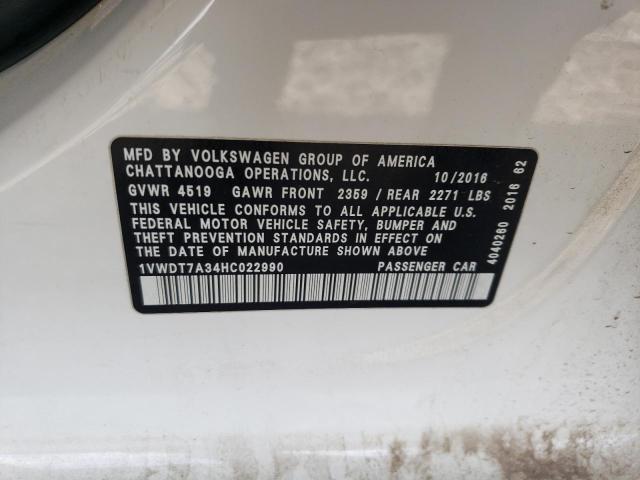 MFD BY VOLKSWAGEN GROUP OF AMERICA
CHATTANOOGA OPERATIONS, LLC. 10/2016
GVWR 4519 GAWR FRONT 2359 / REAR 2271 LBS
THIS VEHICLE CONFORMS TO ALL APPLICABLE U.S.
FEDERAL MOTOR VEHICLE SAFETY, BUMPER AND
THEFT PREVENTION STANDARDS IN EFFECT ON THE
DATE OF MANUFACTURE SHOWN ABOVE
1VWDT7A34HC022990 PASSENGER CAR
4040260 2016 62